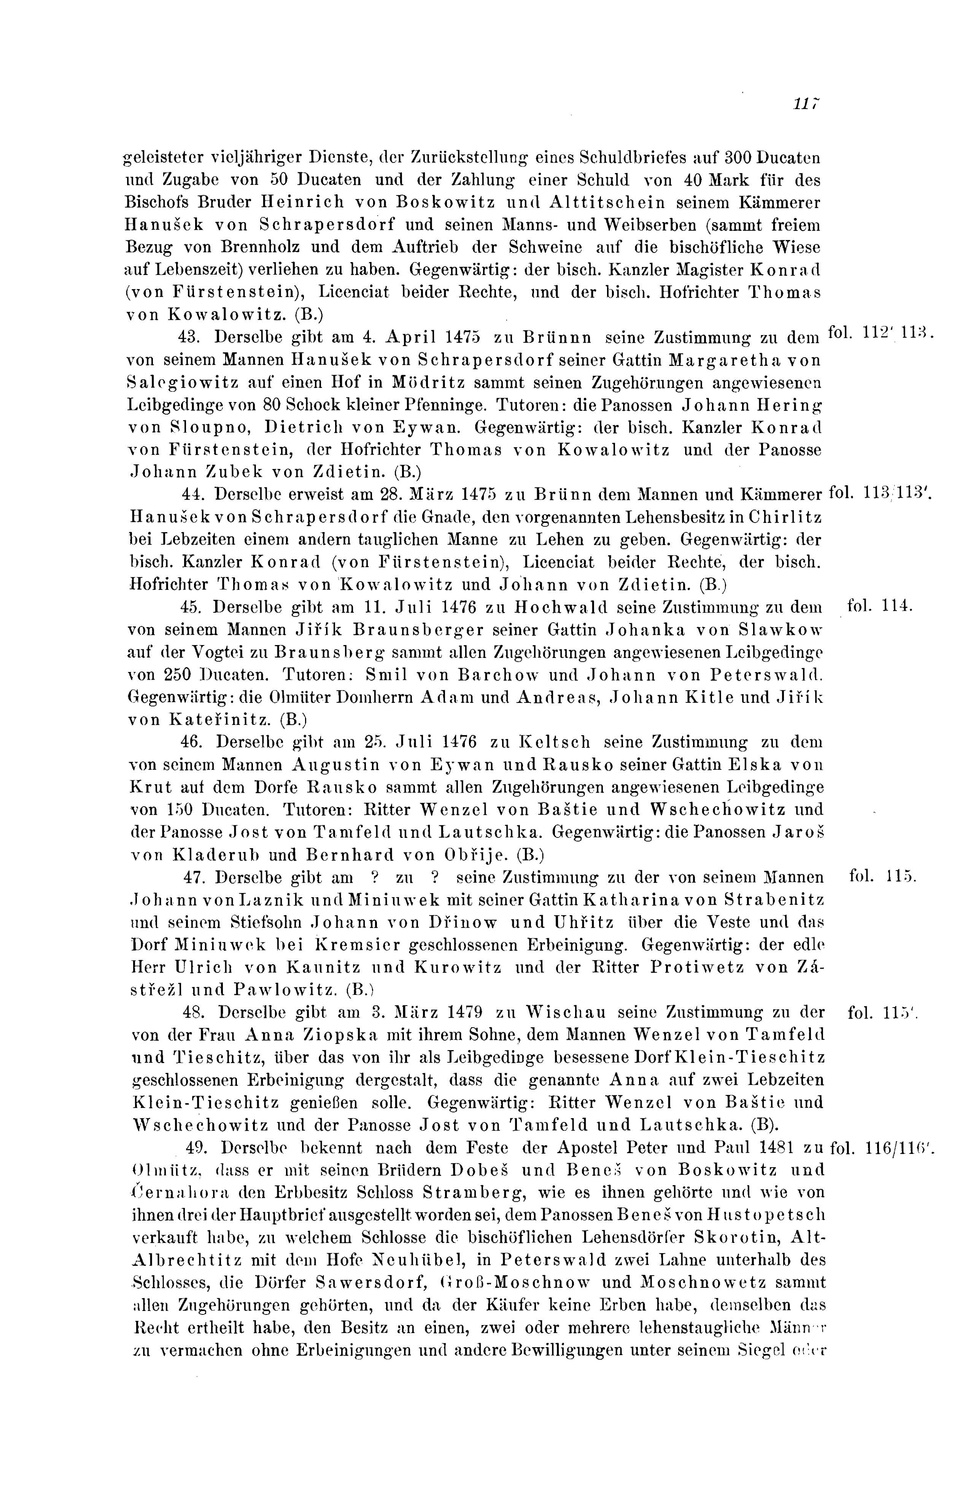 117
geleisteter vieljähriger Dienste, der Zurückstellung eines Schuldbriefes auf 300 Ducaten
und Zugabe von 50 Ducaten und der Zahlung einer Schuld von 40 Mark für des
Bischofs Bruder Heinrich von Boskowitz und Alttitschein seinem Kämmerer
Hanušek von Schrapersdorf und seinen Manns- und Weibserben (sammt freiem
Bezug von Brennholz und dem Auftrieb der Schweine auf die bischöfliche Wiese
auf Lebenszeit) verliehen zu haben. Gegenwärtig: der bisch. Kanzler Magister Konrad
(von Fürstenstein), Licenciat beider Rechte, und der bisch. Hofrichter Thomas
von Kowalowitz. (B.)
43. Derselbe gibt am 4. April 1475 zu Brünnn seine Zustimmung zu dem fol. 112' 113.
von seinem Mannen Hanušek von Schrapersdorf seiner Gattin Margaretha von
Salegiowitz auf einen Hof in Mödritz sammt seinen Zugehörungen angewiesenen
Leibgedinge von 80 Schock kleiner Pfenninge. Tutoren: die Panossen Johann Hering
von Sloupno, Dietrich von Eywan. Gegenwärtig: der bisch. Kanzler Konrad
von Fürstenstein, der Hofrichter Thomas von Kowalowitz und der Panosse
Johann Zubek von Zdietin. (B.)
44. Derselbe erweist am 28. März 1475 zu Brünn dem Mannen und Kämmerer fol. 113/113'.
Hanušek von Schrapersdorf die Gnade, den vorgenannten Lehensbesitz in Chirlitz
bei Lebzeiten einem andern tauglichen Manne zu Lehen zu geben. Gegenwärtig: der
bisch. Kanzler Konrad (von Fürstenstein), Licenciat beider Rechte, der bisch.
Hofrichter Thomas von Kowalowitz und Johann von Zdietin. (B.)
45. Derselbe gibt am 11. Juli 1476 zu Hochwald seine Zustimmung zu dem fol. 114.
von seinem Mannen Jiřík Braunsberger seiner Gattin Johanka von Slawkow
auf der Vogtei zu Braunsberg sammt allen Zugehörungen angewiesenen Leibgedinge
von 250 Ducaten. Tutoren: Smil von Barchow und Johann von Peterswald.
Gegenwärtig: die Olmüter Domherrn Adam und Andreas, Johann Kitle und Jiřík
von Kateřinitz. (B.)
46. Derselbe gibt am 25. Juli 1476 zu Keltsch seine Zustimmung zu dem
von seinem Mannen Augustin von Eywan und Rausko seiner Gattin Elska von
Krut auf dem Dorfe Rausko sammt allen Zugehörungen angewiesenen Leibgedinge
von 150 Ducaten. Tutoren: Ritter Wenzel von Baštie und Wschechowitz und
der Panosse Jost von Tamfeld und Lautschka. Gegenwärtig: die Panossen Jaroš
von Kladerub und Bernhard von Obřije. (B.)
47. Derselbe gibt am ? zu ? seine Zustimmung zu der von seinem Mannen fol. 115.
Johann von Laznik und Miniuwek mit seiner Gattin Katharina von Strabenitz
und seinem Stiefsohn Johann von Dřinow und Uhřitz über die Veste und das
Dorf Miniuwek bei Kremsier geschlossenen Erbeinigung. Gegenwärtig: der edle
Herr Ulrich von Kaunitz und Kurowitz und der Ritter Protiwetz von Zá-
střežl und Pawlowitz. (B.)
48. Derselbe gibt am 3. März 1479 zu Wischau seine Zustimmung zu der fol. 115'.
von der Frau Anna Ziopska mit ihrem Sohne, dem Mannen Wenzel von Tamfeld
und Tieschitz, über das von ihr als Leibgedinge besessene Dorf Klein-Tieschitz
geschlossenen Erbeinigung dergestalt, dass die genannte Anna auf zwei Lebzeiten
Klein-Tieschitz genießen solle. Gegenwärtig: Ritter Wenzel von Baštie und
Wschechowitz und der Panosse Jost von Tamfeld und Lautschka. (B).
49. Derselbe bekennt nach dem Feste der Apostel Peter und Paul 1481 zu fol. 116/116'.
Olmütz, dass er mit seinen Brüdern Dobeš und Beneš von Boskowitz und
Černahora den Erbbesitz Schloss Stramberg, wie es ihnen gehörte und wie von
ihnen drei der Hauptbrief ausgestellt worden sei, dem Panossen Beneš von Hustopetsch
verkauft habe, zu welchem Schlosse die bischöflichen Lehensdörfer Skorotin, Alt-
Albrechtitz mit dem Hofe Neuhübel, in Peterswald zwei Lahne unterhalb des
Schlosses, die Dörfer Sawersdorf, Groß-Moschnow und Moschnowetz sammt
allen Zugehörungen gehörten, und da der Käufer keine Erben habe, demselben das
Recht ertheilt habe, den Besitz an einen, zwei oder mehrere lehenstaugliche Männer
zu vermachen ohne Erbeinigungen und andere Bewilligungen unter seinem Siegel oder